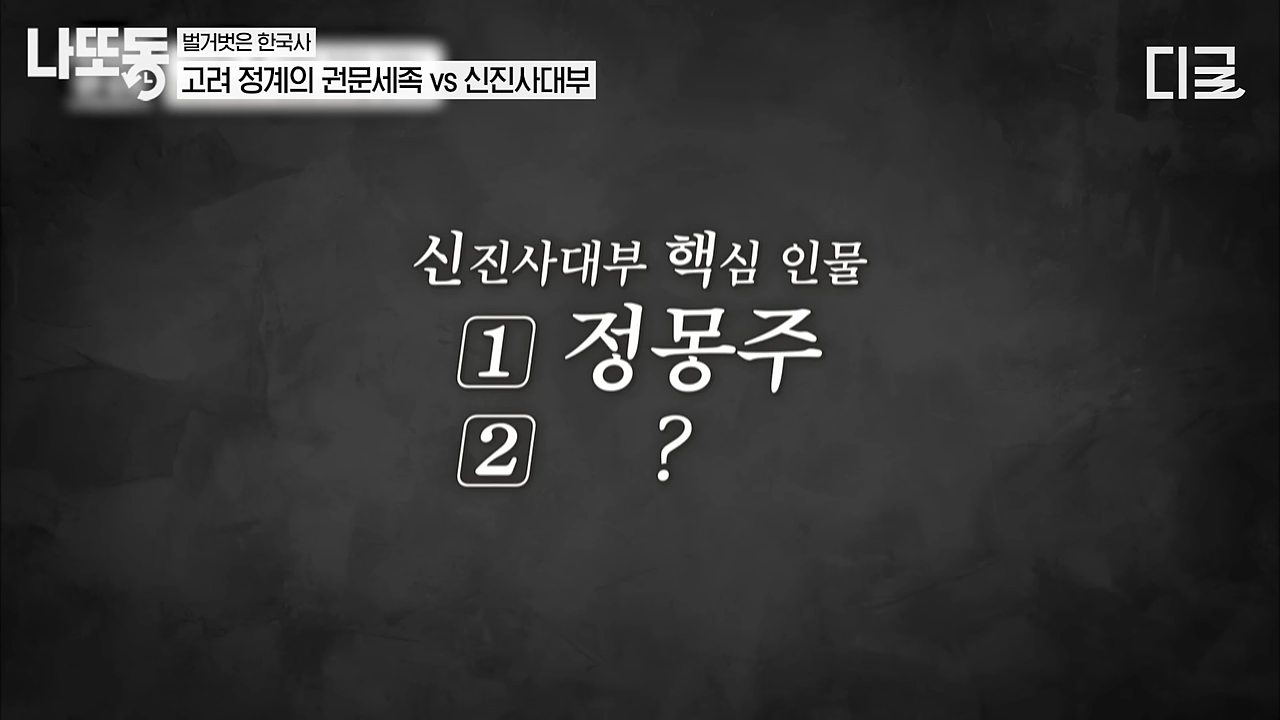 나또동
벌거벗은 한국사
고려 정계의 권문세족 vs 신진사대부
디글
신진사대부 핵심 인물
1 정몽주
2 ?